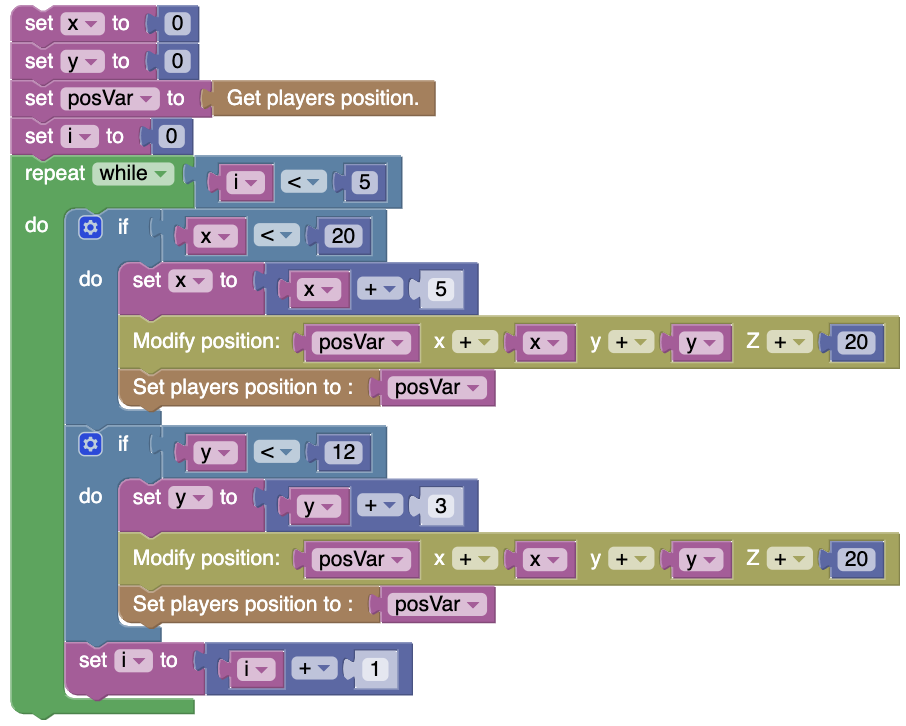 set x to 0
set y to 0
set posVar to Get players position.
set i to 0
repeat while i < 5
do if x < 20
do set x to x + 5
Modify position: posVar x + x y + y Z + 20
Set players position to : posVar
if y < 12
do set y to y + 3
Modify position: posVar x + x y + y Z + 20
Set players position to : posVar
set i to i + 1